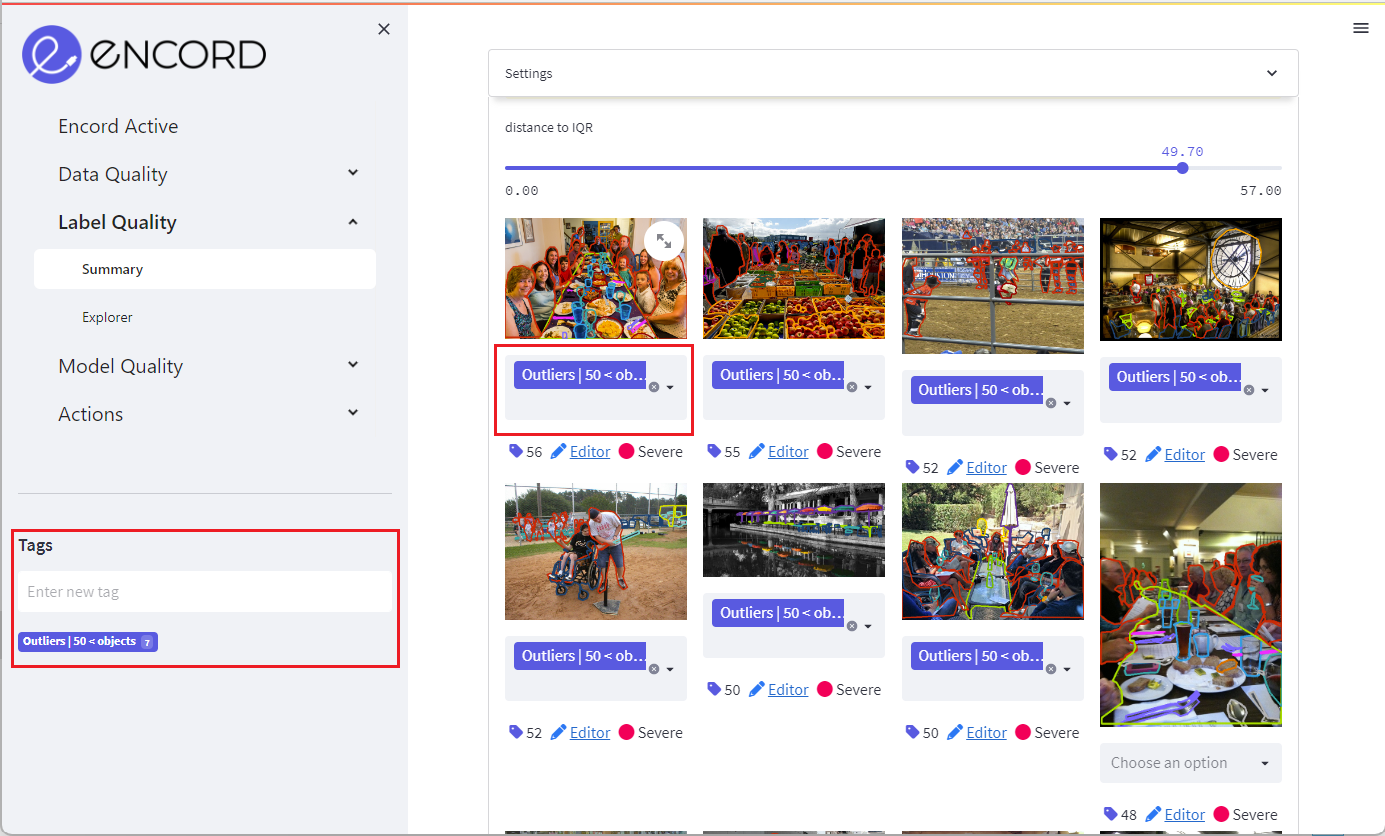 ENCORD
Encord Active
Data Quality
Label Quality
Summary
Explorer
Model Quality
Actions
Tags
Enter new tag
Outliers | 50 < objects 7
Settings
distance to IQR
49.70
0.00 57.00
Outliers | 50 < ob... Outliers | 50 < ob... Outliers | 50 < ob... Outliers | 50 < ob...
56 Editor Severe 55 Editor Severe 52 Editor Severe 52 Editor Severe
Outliers | 50 < ob... Outliers | 50 < ob... Outliers | 50 < ob...
52 Editor Severe 50 Editor Severe 50 Editor Severe
Choose an option
48 Editor Severe